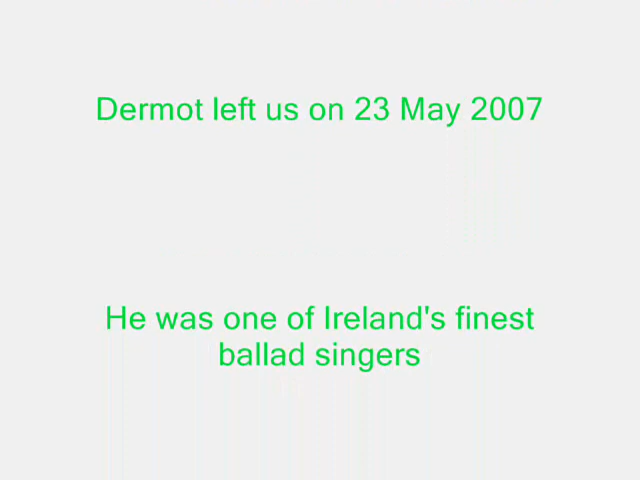 Dermot left us on 23 May 2007
He was one of Ireland's finest
ballad singers